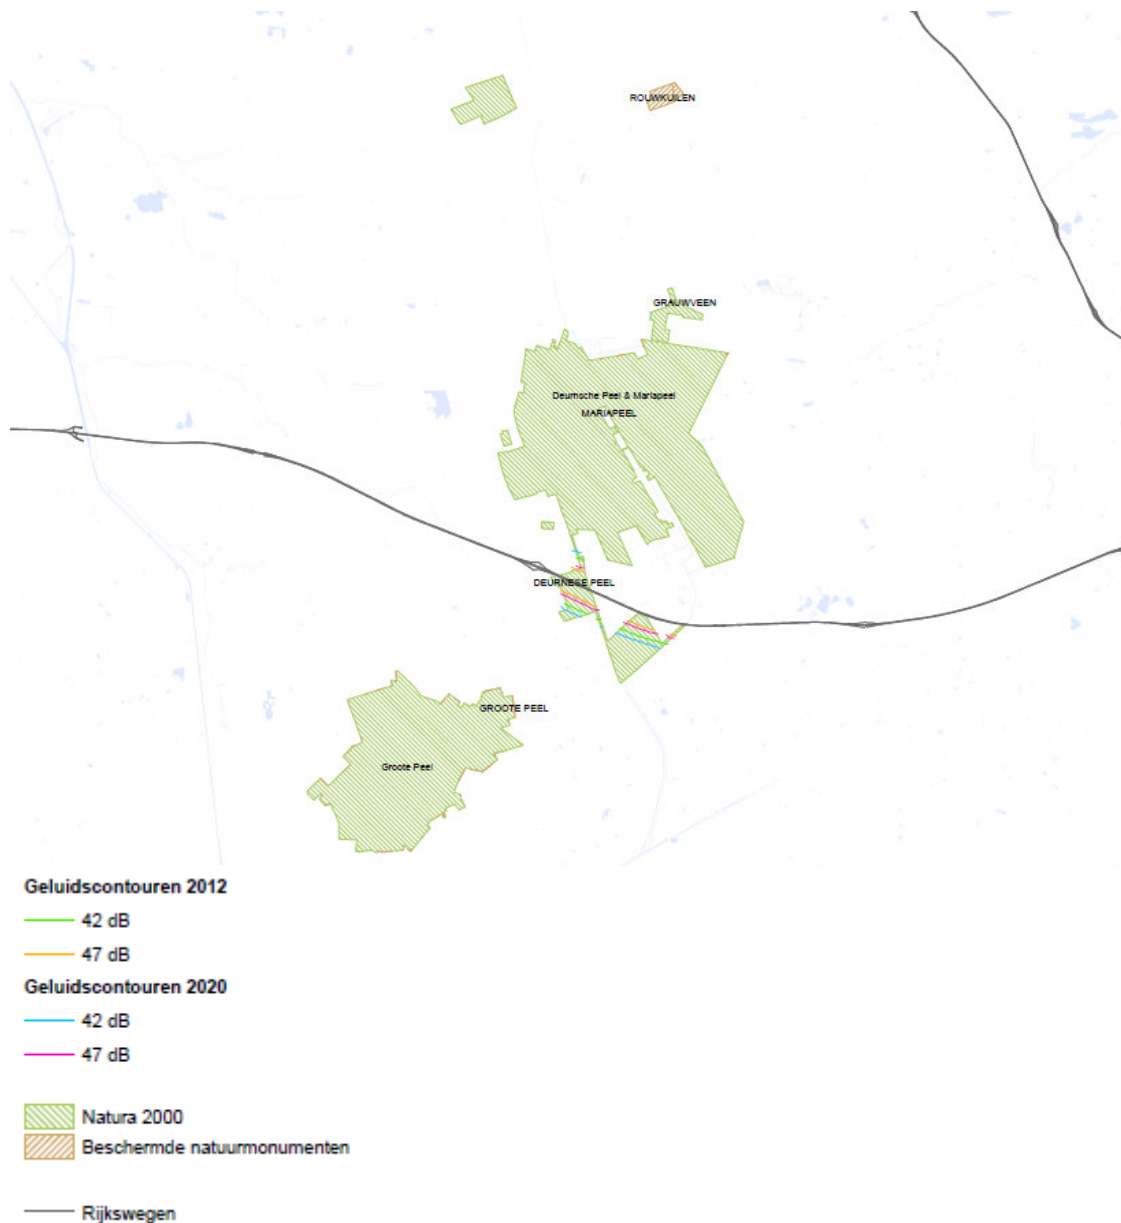 ROUWKUILEN
GRAUWVEEN
Deurnsche Peel & Mariapeel
MARIAPEEL
DEURNESE PEEL
GROOTE PEEL
Groote Peel
Geluidscontouren 2012
42 dB
47 dB
Geluidscontouren 2020
42 dB
47 dB
Natura 2000
Beschermde natuurmonumenten
Rijkswegen